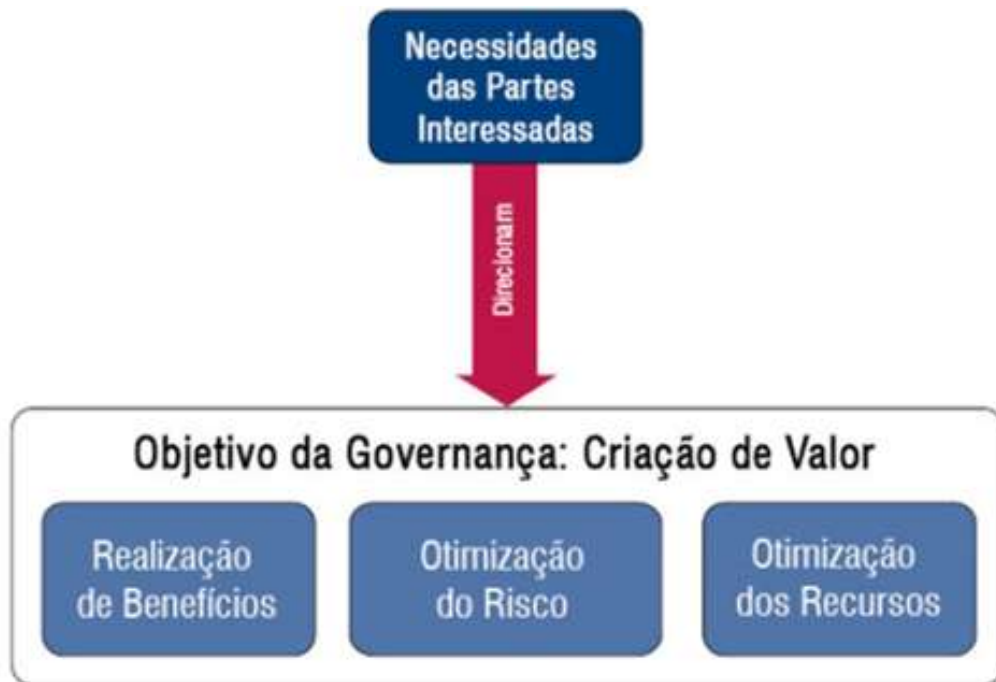 Necessidades
das Partes
Interessadas
Direcionam
Objetivo da Governança: Criação de Valor
Realização
de Benefícios
Otimização
do Risco
Otimização
dos Recursos